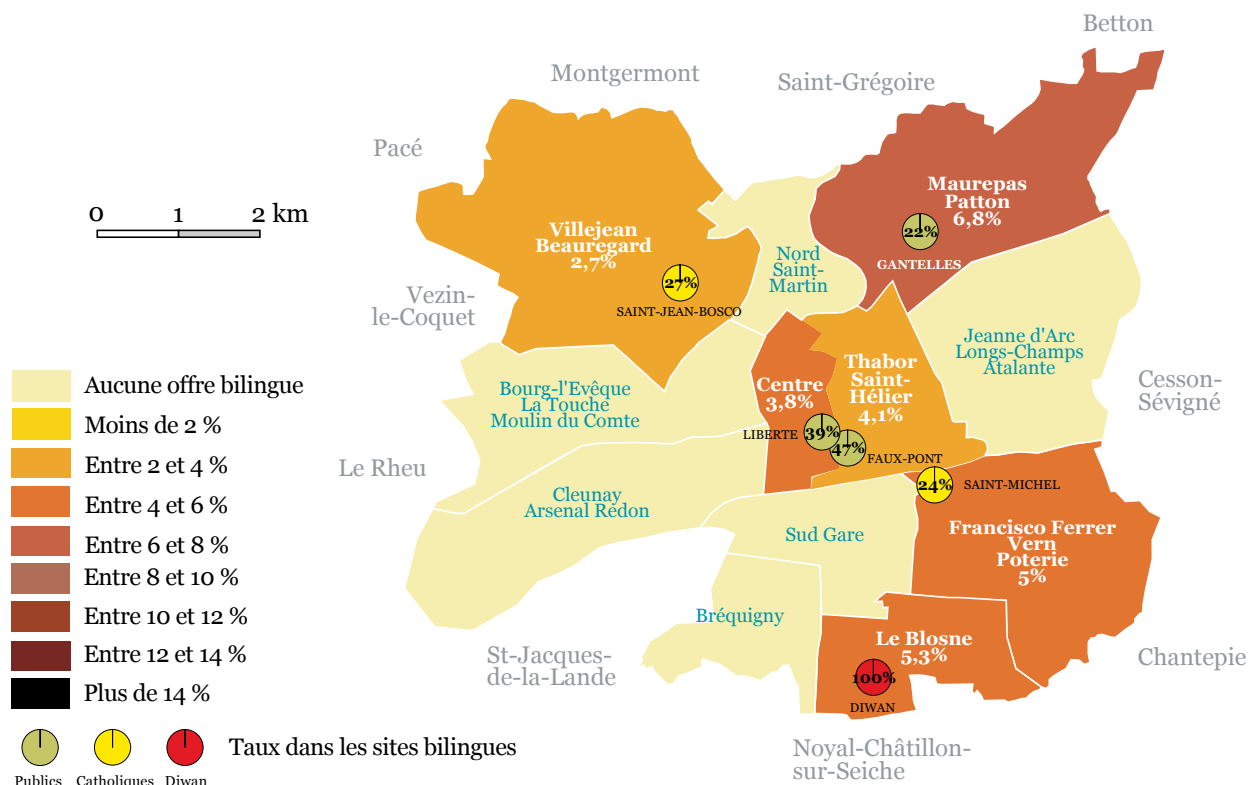 Betton
Montgermont
Saint-Grégoire
Pacé
0 1 2 km
Maurepas
Patton
6,8%
22%
GANTELLES
Villejean
Beauregard
2,7%
27%
SAINT-JEAN-BOSCO
Nord
Saint-
Martin
Vezin-
le-Coquet
Jeanne d'Arc
Longs-Champs
Atalante
Cesson-
Sévigné
Thabor
Saint-
Hélier
4,1%
Centre
3,8%
Bourg-l'Evêque
La Touche
Moulin du Comte
LIBERTE
39%
47%
FAUX-PONT
Le Rheu
24%
SAINT-MICHEL
Cleunay
Arsenal Redon
Sud Gare
Francisco Ferrer
Vern
Poterie
5%
Bréquigny
Le Blosne
5,3%
100%
DIWAN
St-Jacques-
de-la-Lande
Chantepie
Noyal-Châtillon-
sur-Seiche
Aucune offre bilingue
Moins de 2 %
Entre 2 et 4 %
Entre 4 et 6 %
Entre 6 et 8 %
Entre 8 et 10 %
Entre 10 et 12 %
Entre 12 et 14 %
Plus de 14 %
Taux dans les sites bilingues
Publics Catholiques Diwan